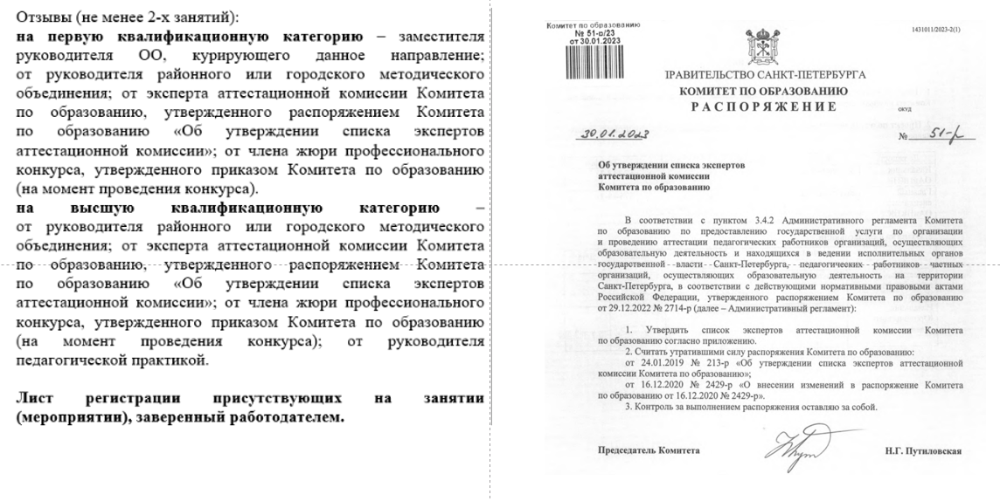 Отзывы (не менее 2-х занятий):
на первую квалификационную категорию – заместителя
руководителя ОО, курирующего данное направление;
от руководителя районного или городского методического
объединения; от эксперта аттестационной комиссии Комитета
по образованию, утвержденного распоряжением Комитета
по образованию «Об утверждении списка экспертов
аттестационной комиссии»; от члена жюри профессионального
конкурса, утвержденного приказом Комитета по образованию
(на момент проведения конкурса).
на высшую квалификационную категорию –
от руководителя районного или городского методического
объединения; от эксперта аттестационной комиссии Комитета
по образованию, утвержденного распоряжением Комитета
по образованию «Об утверждении списка экспертов
аттестационной комиссии»; от члена жюри профессионального
конкурса, утвержденного приказом Комитета по образованию
(на момент проведения конкурса); от руководителя
педагогической практикой.
Лист регистрации присутствующих на занятии
(мероприятии), заверенный работодателем.
Комитет по образованию
№ 51-р/23
от 30.01.2023
1431011/2023-2(1)
ПРАВИТЕЛЬСТВО САНКТ-ПЕТЕРБУРГА
КОМИТЕТ ПО ОБРАЗОВАНИЮ
РАСПОРЯЖЕНИЕ
ОКУД
30.01.2023 № 51-р
Об утверждении списка экспертов
аттестационной комиссии
Комитета по образованию
В соответствии с пунктом 3.4.2 Административного регламента Комитета
по образованию по предоставлению государственной услуги по организации
и проведению аттестации педагогических работников организаций, осуществляющих
образовательную деятельность и находящихся в ведении исполнительных органов
государственной власти Санкт-Петербурга, педагогических работников частных
организаций, осуществляющих образовательную деятельность на территории
Санкт-Петербурга, в соответствии с действующими нормативными правовыми актами
Российской Федерации, утвержденного распоряжением Комитета по образованию
от 29.12.2022 № 2714-р (далее – Административный регламент):
1. Утвердить список экспертов аттестационной комиссии Комитета
по образованию согласно приложению.
2. Считать утратившими силу распоряжения Комитета по образованию:
от 24.01.2019 № 213-р «Об утверждении списка экспертов аттестационной
комиссии Комитета по образованию»;
от 16.12.2020 № 2429-р «О внесении изменений в распоряжение Комитета
по образованию от 16.12.2020 № 2429-р».
3. Контроль за выполнением распоряжения оставляю за собой.
Председатель Комитета Н.Г. Путиловская